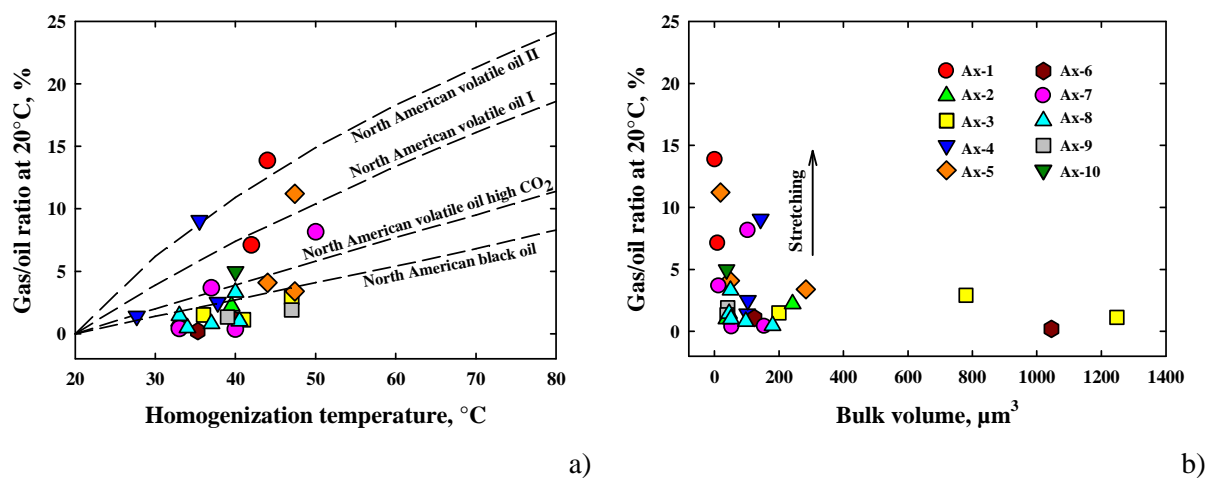 25
20
15
10
5
0
Gas/oil ratio at 20°C, %
North American volatile oil II
North American volatile oil I
North American volatile oil high CO2
North American black oil
20 30 40 50 60 70 80
Homogenization temperature, °C
a)
25
20
15
10
5
0
Gas/oil ratio at 20°C, %
Ax-1 Ax-6
Ax-2 Ax-7
Ax-3 Ax-8
Ax-4 Ax-9
Ax-5 Ax-10
Stretching
0 200 400 600 800 1000 1200 1400
Bulk volume, µm³
b)